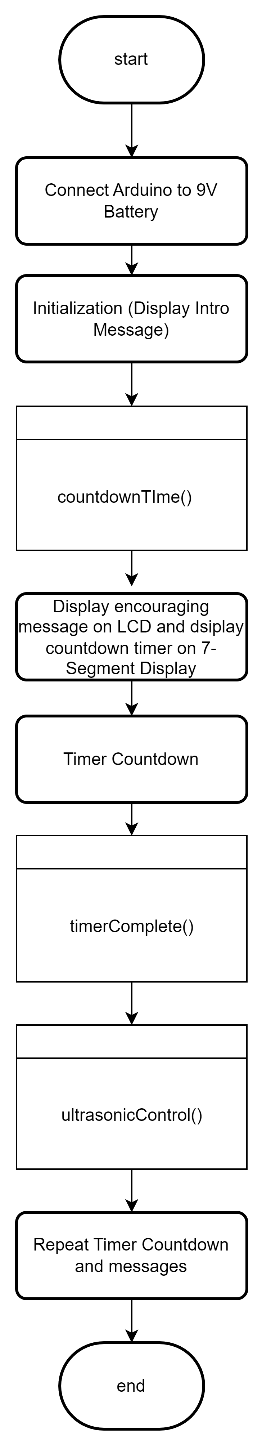 start
Connect Arduino to 9V
Battery
Initialization (Display Intro
Message)
countdownTIme()
Display encouraging
message on LCD and dsiplay
countdown timer on 7-
Segment Display
Timer Countdown
timerComplete()
ultrasonicControl()
Repeat Timer Countdown
and messages
end